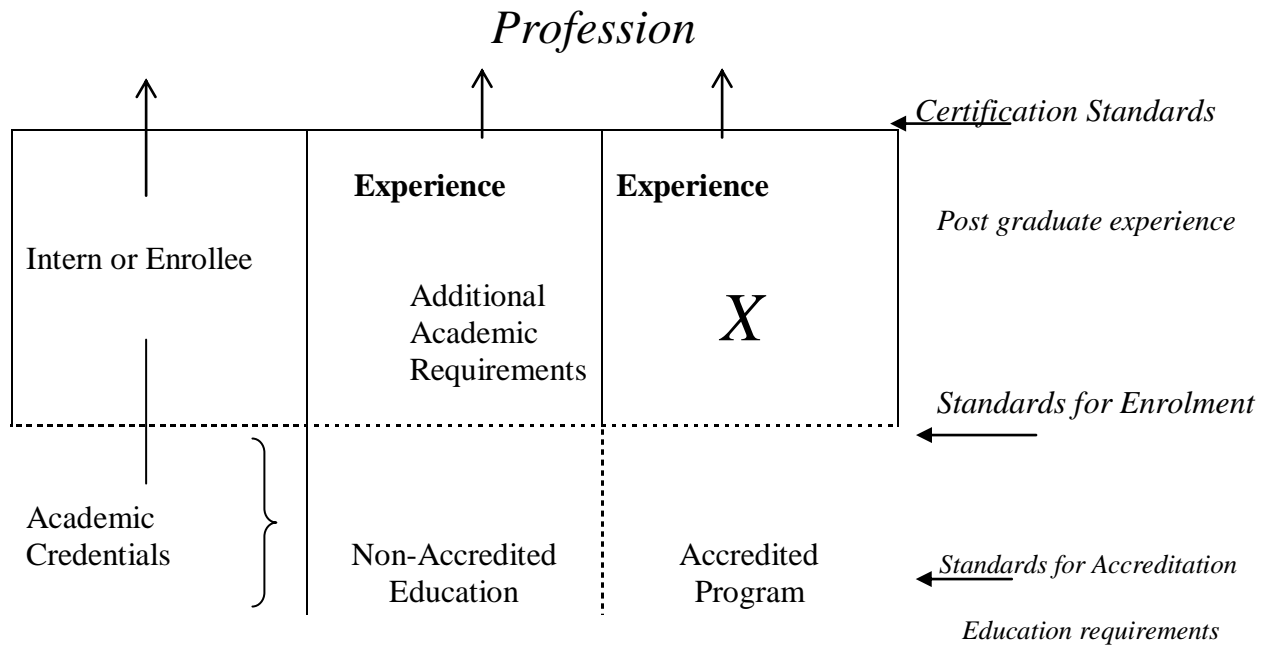 Profession
Certification Standards
Experience
Experience
Post graduate experience
Intern or Enrollee
Additional
Academic
Requirements
X
Standards for Enrolment
Academic
Credentials
Non-Accredited
Education
Accredited
Program
Standards for Accreditation
Education requirements